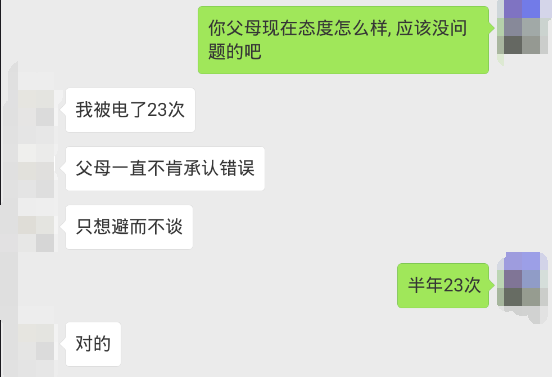 你父母现在态度怎么样, 应该没问
题的吧
我被电了23次
父母一直不肯承认错误
只想避而不谈
半年23次
对的